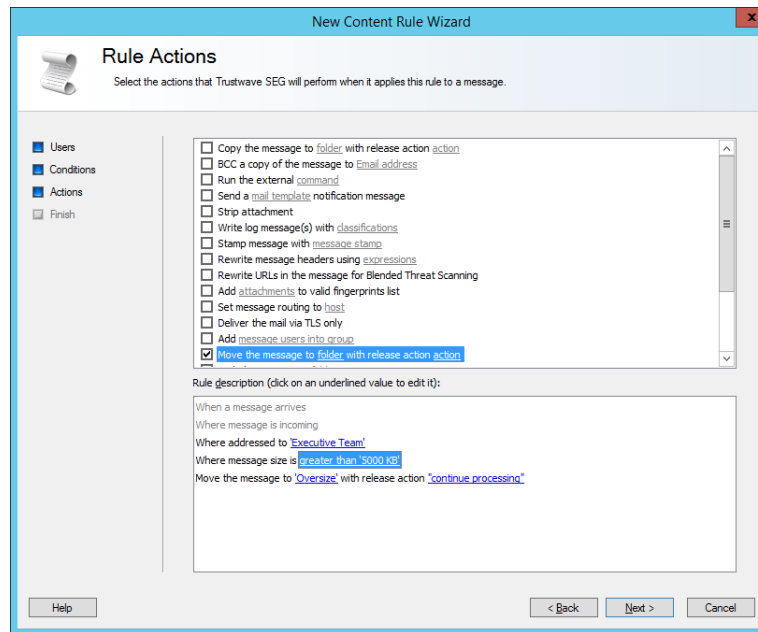 New Content Rule Wizard
x
Rule Actions
Select the actions that Trustwave SEG will perform when it applies this rule to a message.
Users
Conditions
Actions
Finish
Copy the message to folder with release action action
BCC a copy of the message to Email address
Run the external command
Send a mail template notification message
Strip attachment
Write log message(s) with classifications
Stamp message with message stamp
Rewrite message headers using expressions
Rewrite URLs in the message for Blended Threat Scanning
Add attachments to valid fingerprints list
Set message routing to host
Deliver the mail via TLS only
Add message users into group
Move the message to folder with release action action
Rule description (click on an underlined value to edit it):
When a message arrives
Where message is incoming
Where addressed to 'Executive Team'
Where message size is greater than '5000 KB'
Move the message to 'Oversize' with release action "continue processing"
Help
< Back
Next >
Cancel